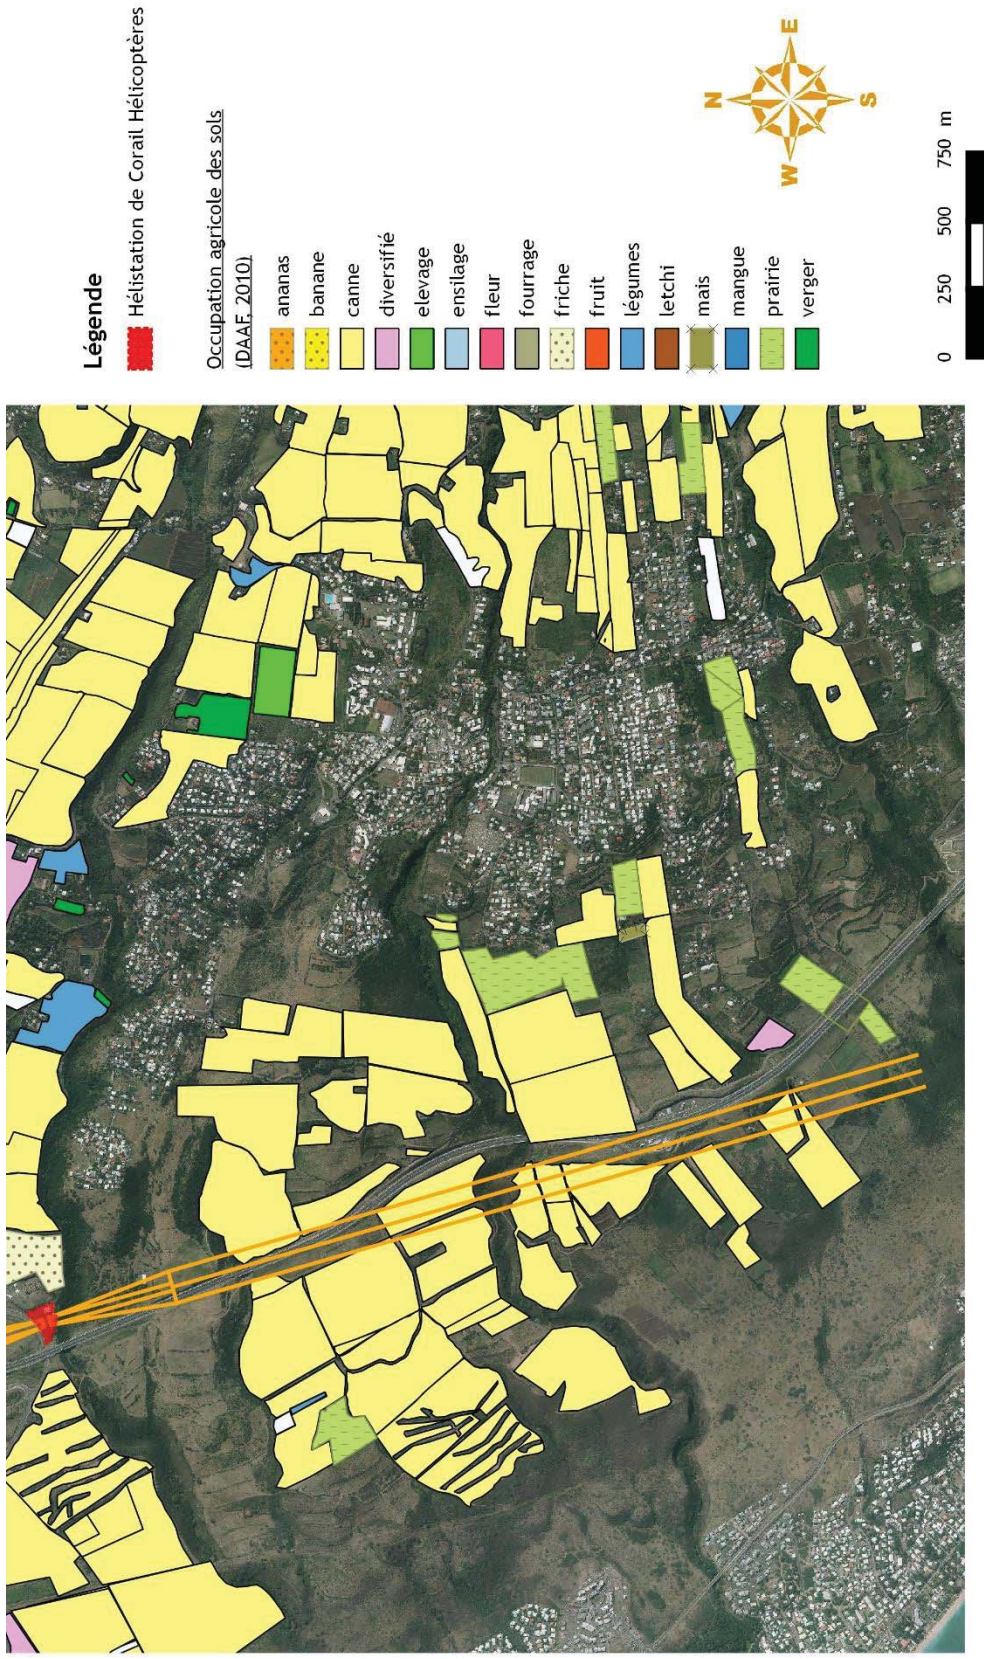 Légende
Hélistation de Corail Hélicoptères
Occupation agricole des sols
(DAAF, 2010)
ananas
banane
canne
diversifié
elevage
ensilage
fleur
fourrage
friche
fruit
légumes
letchi
mais
mangue
prairie
verger
N
W
E
S
0 250 500 750 m